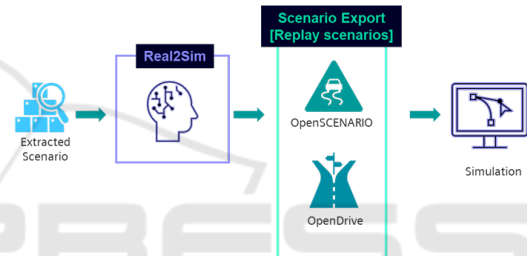 Scenario Export
[Replay scenarios]
Real2Sim
OpenSCENARIO
Extracted
Scenario
Simulation
OpenDrive